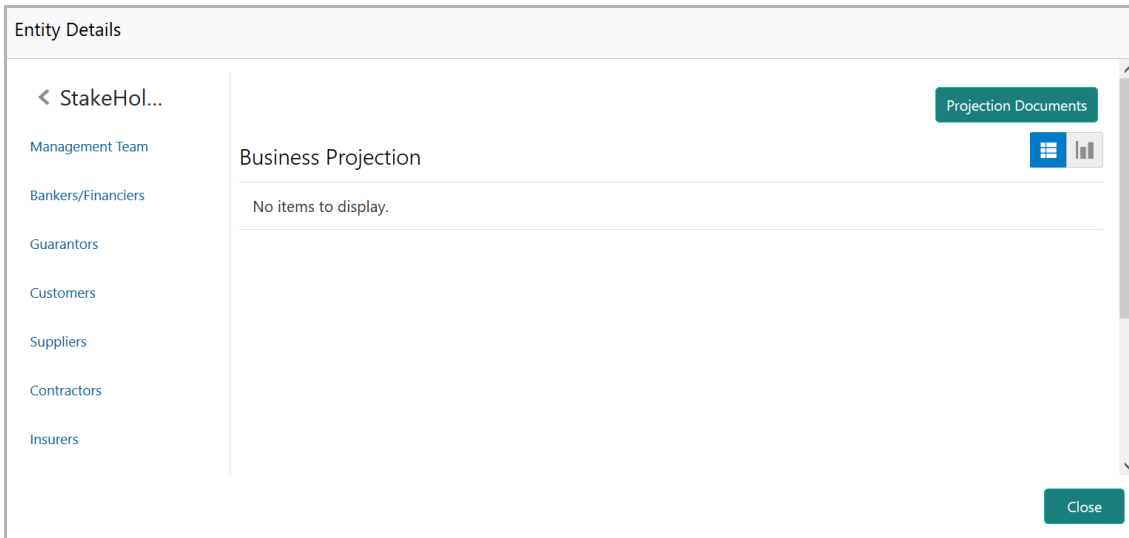 Entity Details
StakeHol...
Management Team
Bankers/Financiers
Guarantors
Customers
Suppliers
Contractors
Insurers
Projection Documents
Business Projection
No items to display.
Close